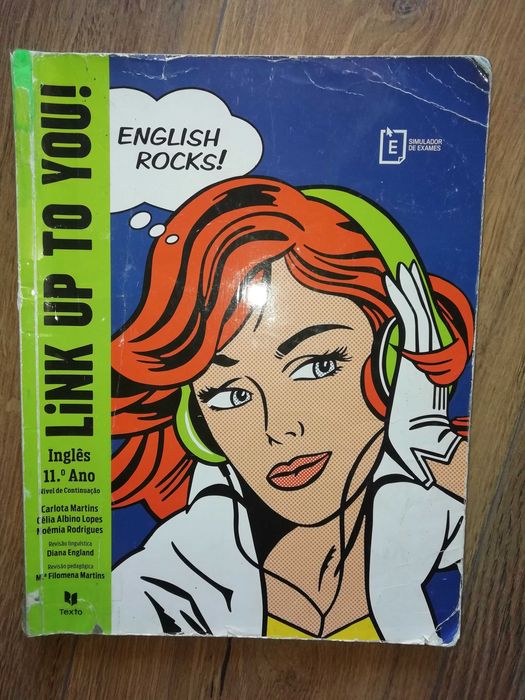 LiNK UP TO YOU!
ENGLISH
ROCKS!
E
SIMULADOR
DE EXAMES
Inglês
11.º Ano
Nível de Continuação
Carlota Martins
Célia Albino Lopes
Noémia Rodrigues
Revisão linguística
Diana England
Revisão pedagógica
M.ª Filomena Martins
Texto